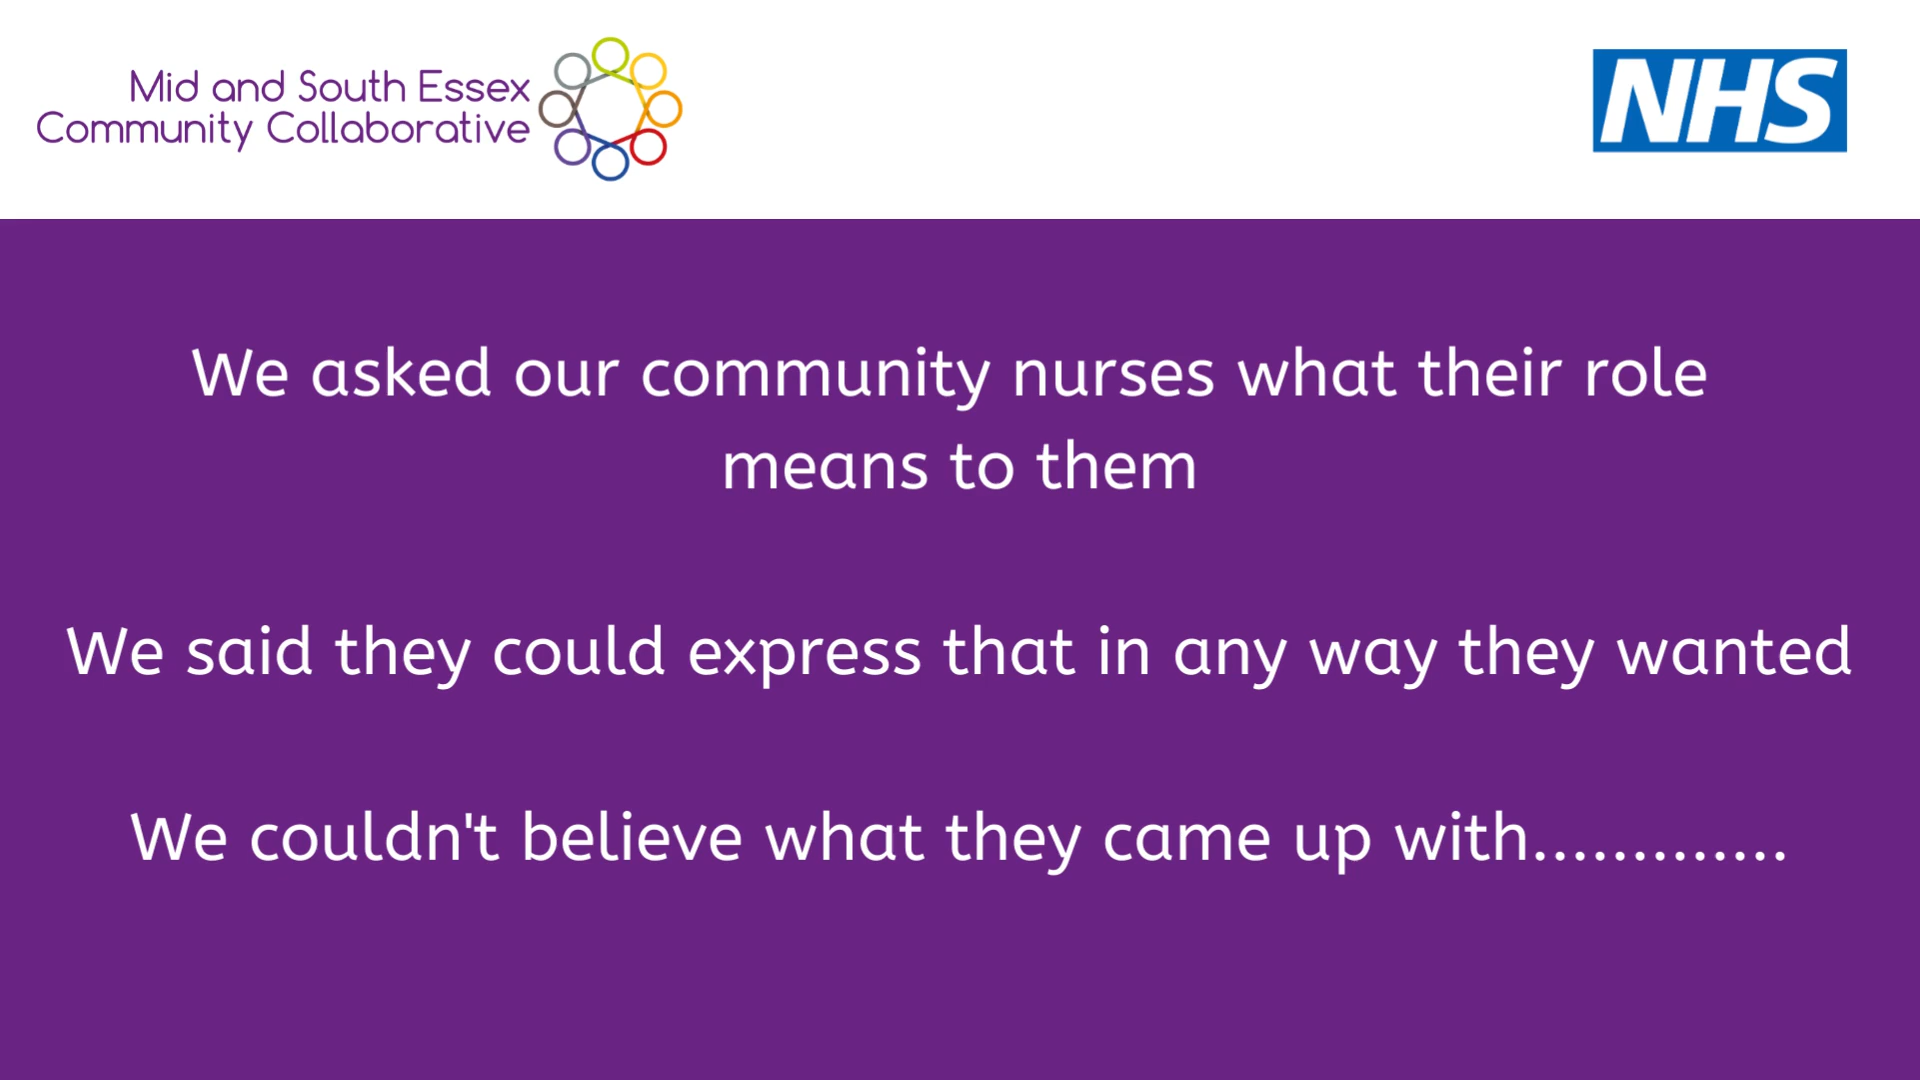 Mid and South Essex
Community Collaborative
NHS
We asked our community nurses what their role
means to them
We said they could express that in any way they wanted
We couldn't believe what they came up with.............